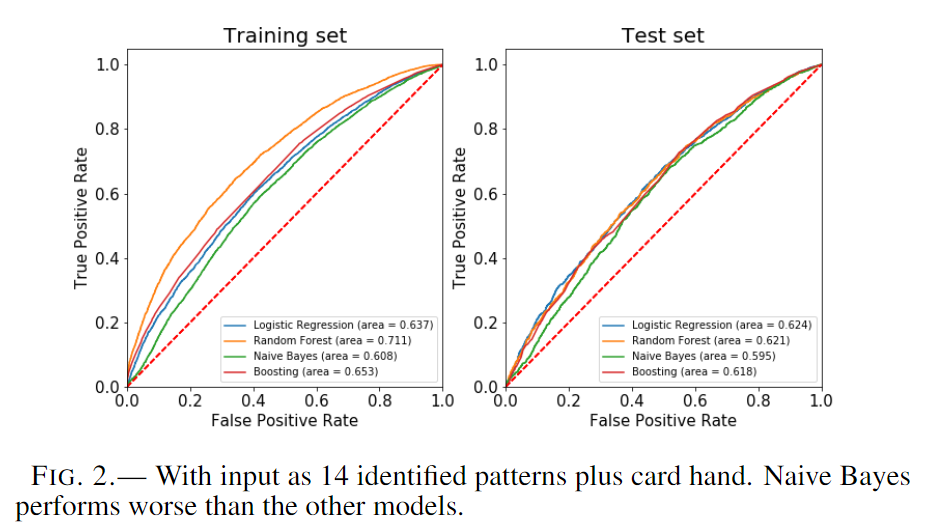 Training set
True Positive Rate
1.0
0.8
0.6
0.4
0.2
0.0
Logistic Regression (area = 0.637)
Random Forest (area = 0.711)
Naive Bayes (area = 0.608)
Boosting (area = 0.653)
0.0 0.2 0.4 0.6 0.8 1.0
False Positive Rate
Test set
True Positive Rate
1.0
0.8
0.6
0.4
0.2
0.0
Logistic Regression (area = 0.624)
Random Forest (area = 0.621)
Naive Bayes (area = 0.595)
Boosting (area = 0.618)
0.0 0.2 0.4 0.6 0.8 1.0
False Positive Rate
FIG. 2.— With input as 14 identified patterns plus card hand. Naive Bayes
performs worse than the other models.